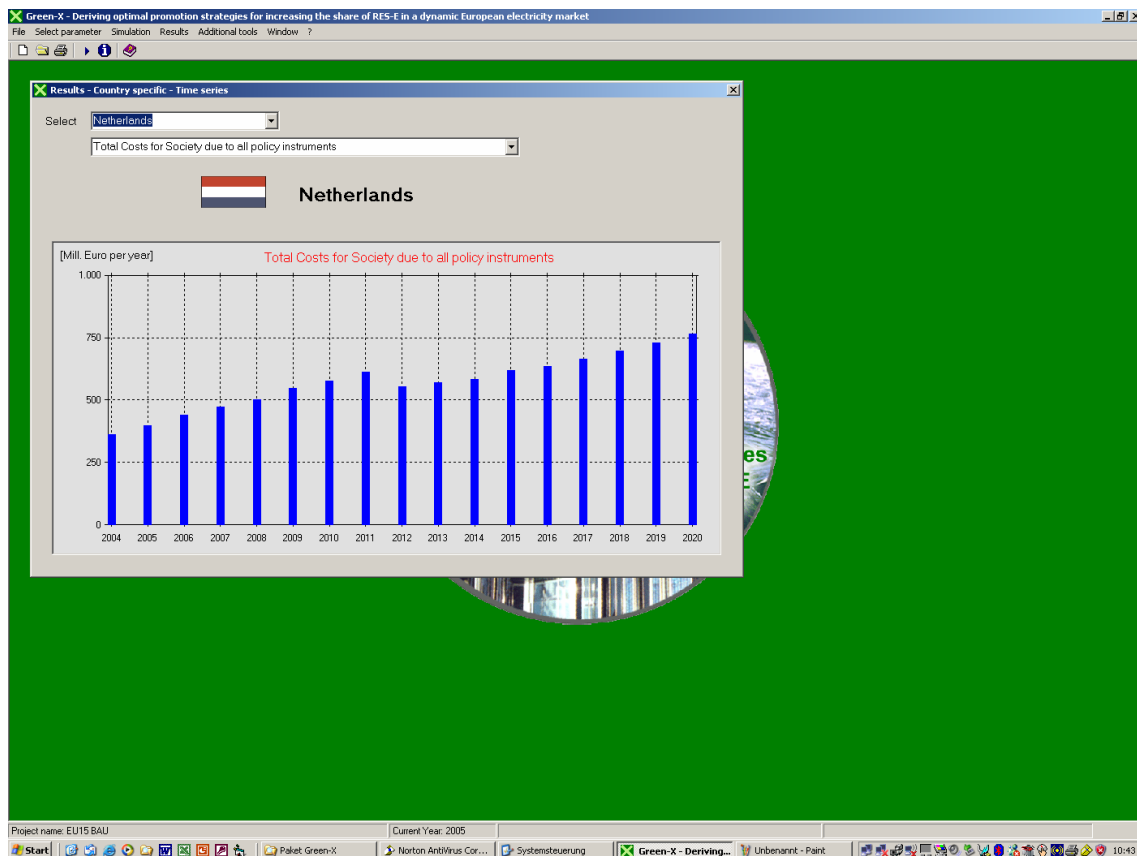 Green-X - Deriving optimal promotion strategies for increasing the share of RES-E in a dynamic European electricity market
File Select parameter Simulation Results Additional tools Window ?
Results - Country specific - Time series
Select Netherlands
Total Costs for Society due to all policy instruments
Netherlands
[Mill. Euro per year] Total Costs for Society due to all policy instruments
1.000
750
500
250
0
2004 2005 2006 2007 2008 2009 2010 2011 2012 2013 2014 2015 2016 2017 2018 2019 2020
es
E
Project name: EU15 BAU Current Year: 2005
Start Paket Green-X Norton AntiVirus Cor... Systemsteuerung Green-X - Deriving... Unbenannt - Paint 10:43